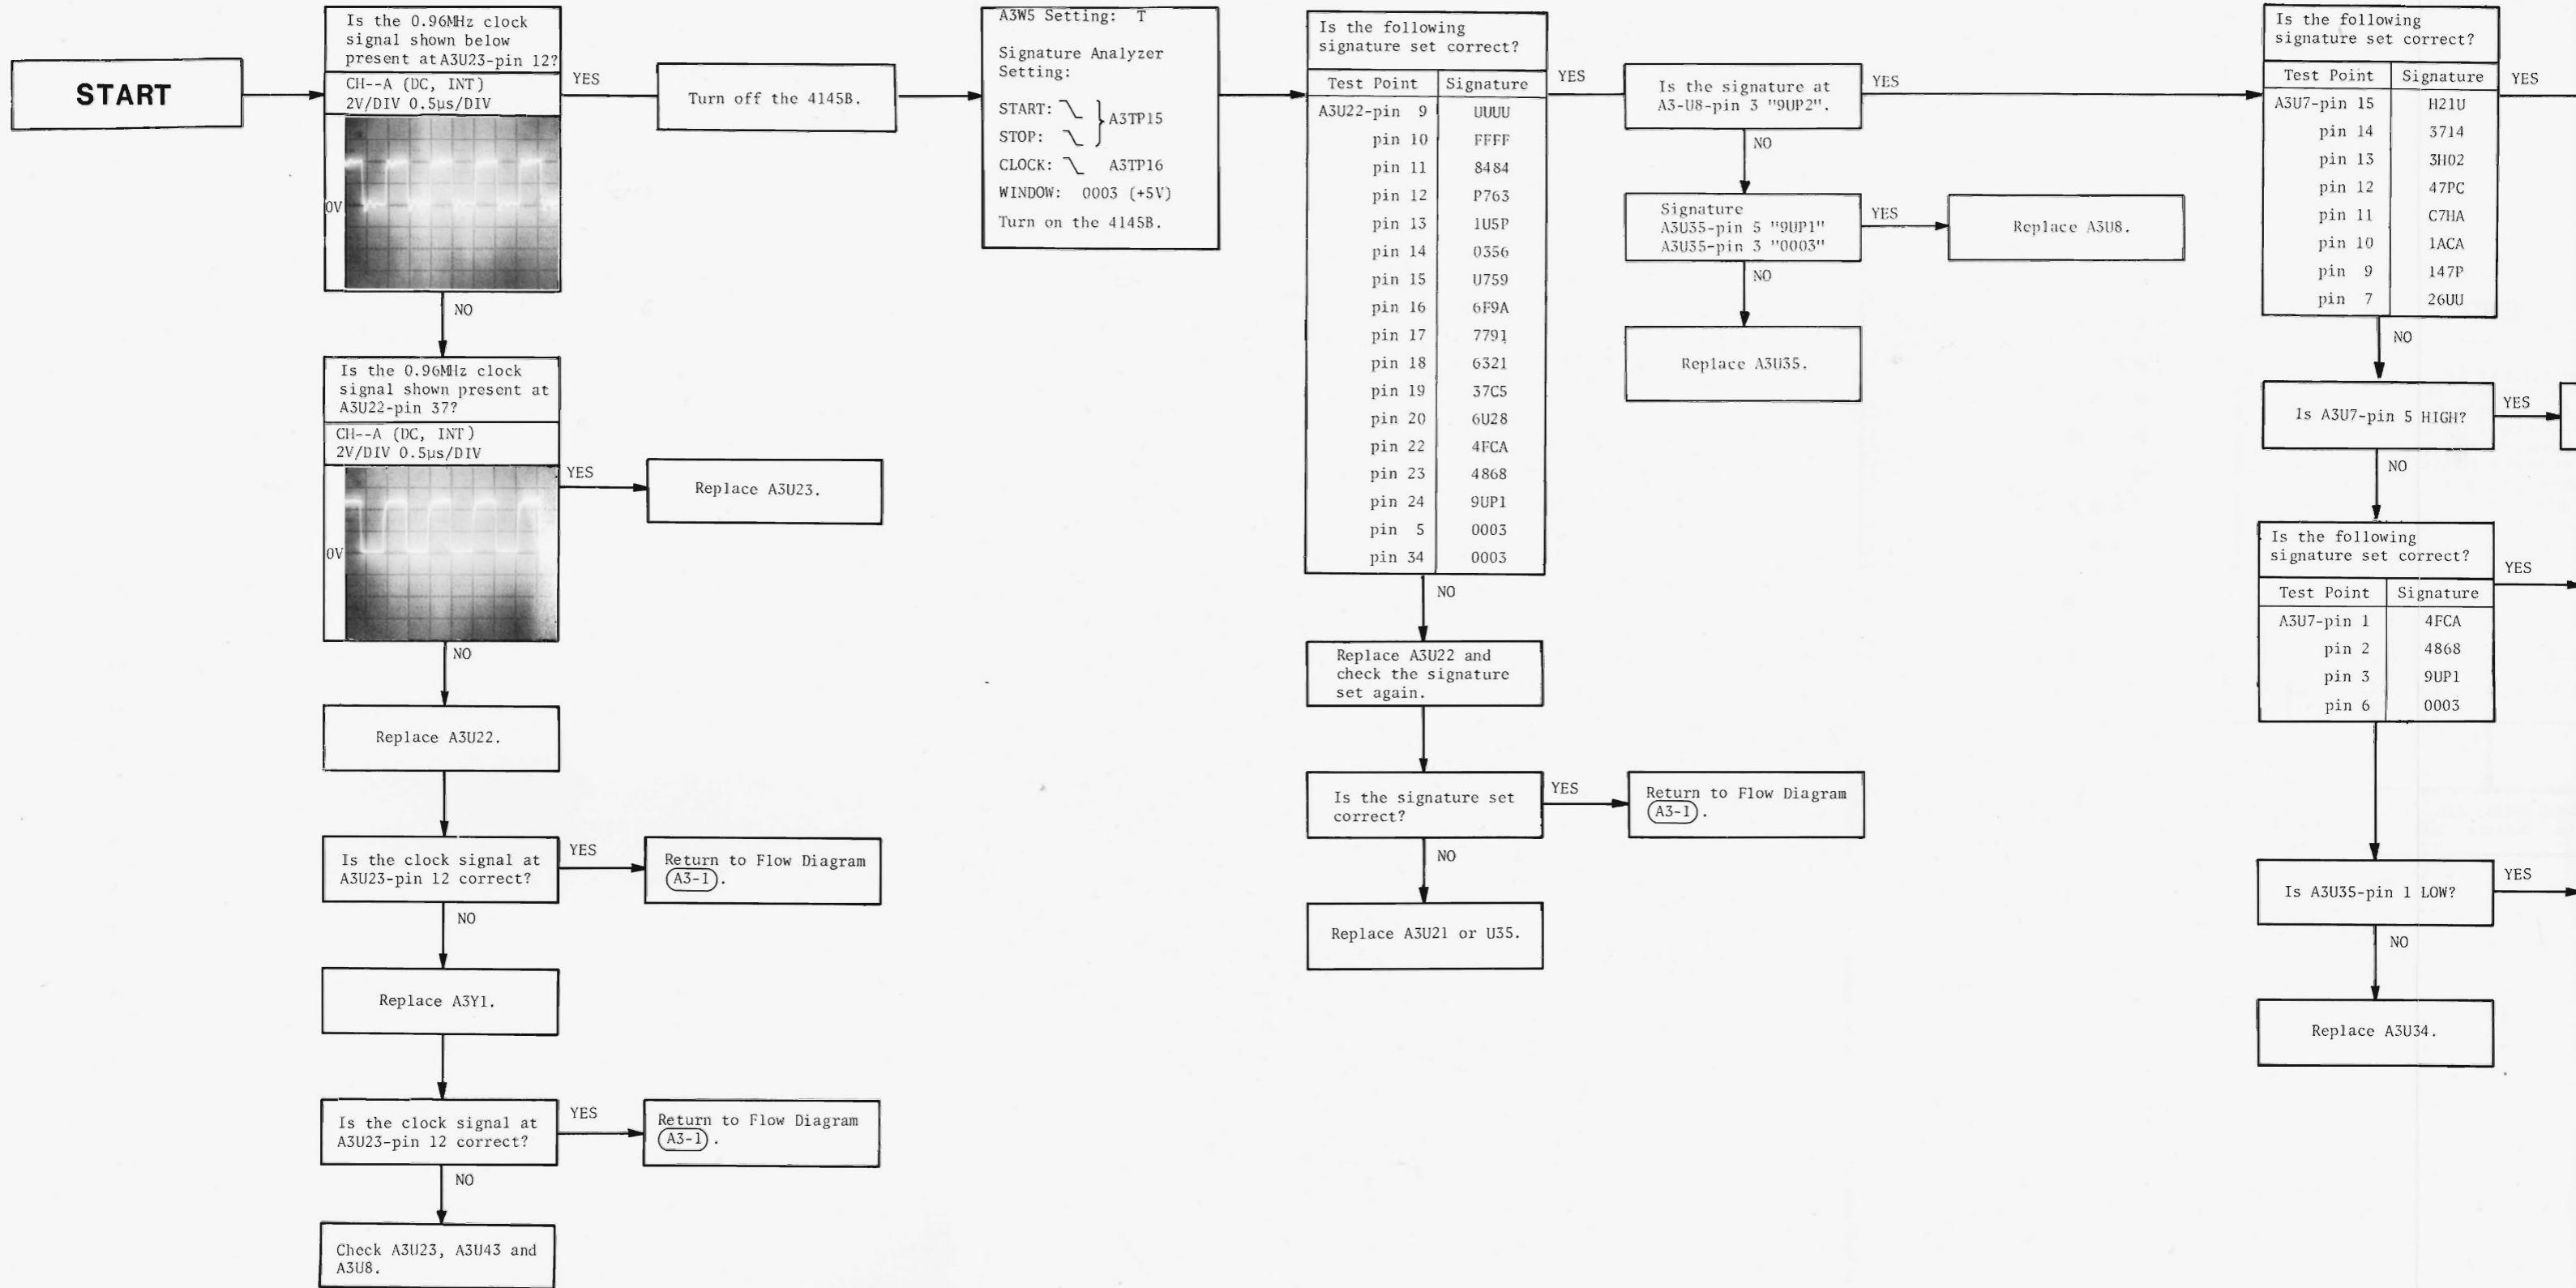 START
Is the 0.96MHz clock
signal shown below
present at A3U23-pin 12?
CH--A (DC, INT)
2V/DIV 0.5µs/DIV
0V
YES
NO
Turn off the 4145B.
Is the 0.96MHz clock
signal shown present at
A3U22-pin 37?
CH--A (DC, INT)
2V/DIV 0.5µs/DIV
0V
YES
Replace A3U23.
NO
Replace A3U22.
Is the clock signal at
A3U23-pin 12 correct?
YES
Return to Flow Diagram
A3-1.
NO
Replace A3Y1.
Is the clock signal at
A3U23-pin 12 correct?
YES
Return to Flow Diagram
A3-1.
NO
Check A3U23, A3U43 and
A3U8.
A3W5 Setting: T
Signature Analyzer
Setting:
START: A3TP15
STOP:
CLOCK: A3TP16
WINDOW: 0003 (+5V)
Turn on the 4145B.
Is the following
signature set correct?
Test Point Signature
A3U22-pin 9 UUUU
pin 10 FFFF
pin 11 8484
pin 12 P763
pin 13 1U5P
pin 14 0356
pin 15 U759
pin 16 6F9A
pin 17 7791
pin 18 6321
pin 19 37C5
pin 20 6U28
pin 22 4FCA
pin 23 4868
pin 24 9UP1
pin 5 0003
pin 34 0003
YES
NO
Replace A3U22 and
check the signature
set again.
Is the signature set
correct?
YES
Return to Flow Diagram
A3-1.
NO
Replace A3U21 or U35.
Is the signature at
A3-U8-pin 3 "9UP2".
YES
NO
Signature
A3U35-pin 5 "9UP1"
A3U35-pin 3 "0003"
YES
Replace A3U8.
NO
Replace A3U35.
Is the following
signature set correct?
Test Point Signature
A3U7-pin 15 H21U
pin 14 3714
pin 13 3H02
pin 12 47PC
pin 11 C7HA
pin 10 1ACA
pin 9 147P
pin 7 26UU
YES
NO
Is A3U7-pin 5 HIGH?
YES
NO
Is the following
signature set correct?
Test Point Signature
A3U7-pin 1 4FCA
pin 2 4868
pin 3 9UP1
pin 6 0003
YES
Is A3U35-pin 1 LOW?
YES
NO
Replace A3U34.